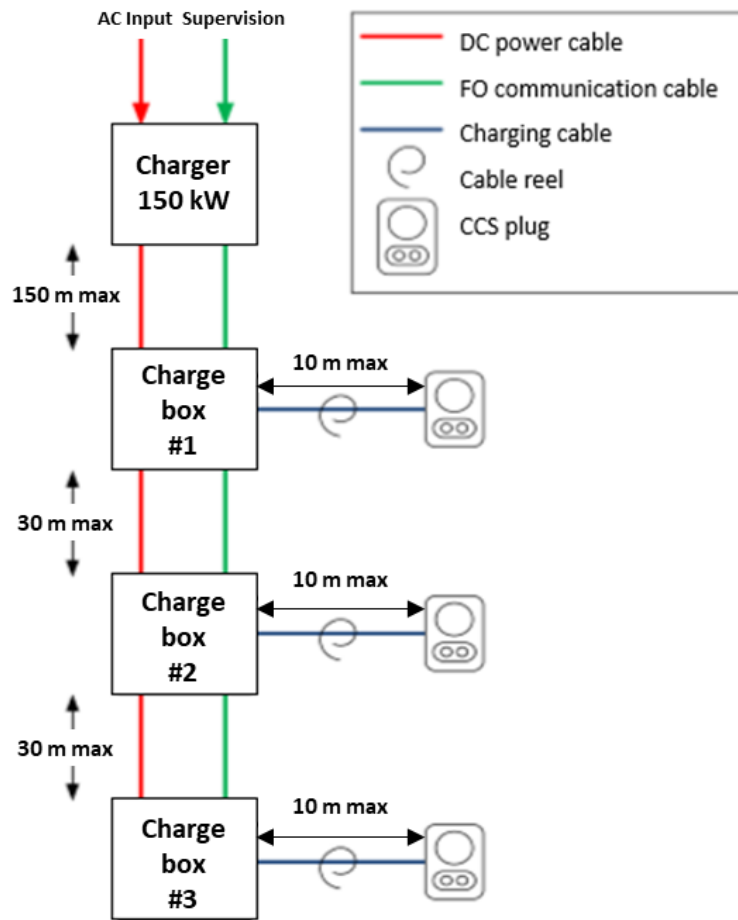 AC Input Supervision
DC power cable
FO communication cable
Charging cable
Cable reel
CCS plug
Charger
150 kW
150 m max
Charge
box
#1
10 m max
30 m max
Charge
box
#2
10 m max
30 m max
Charge
box
#3
10 m max